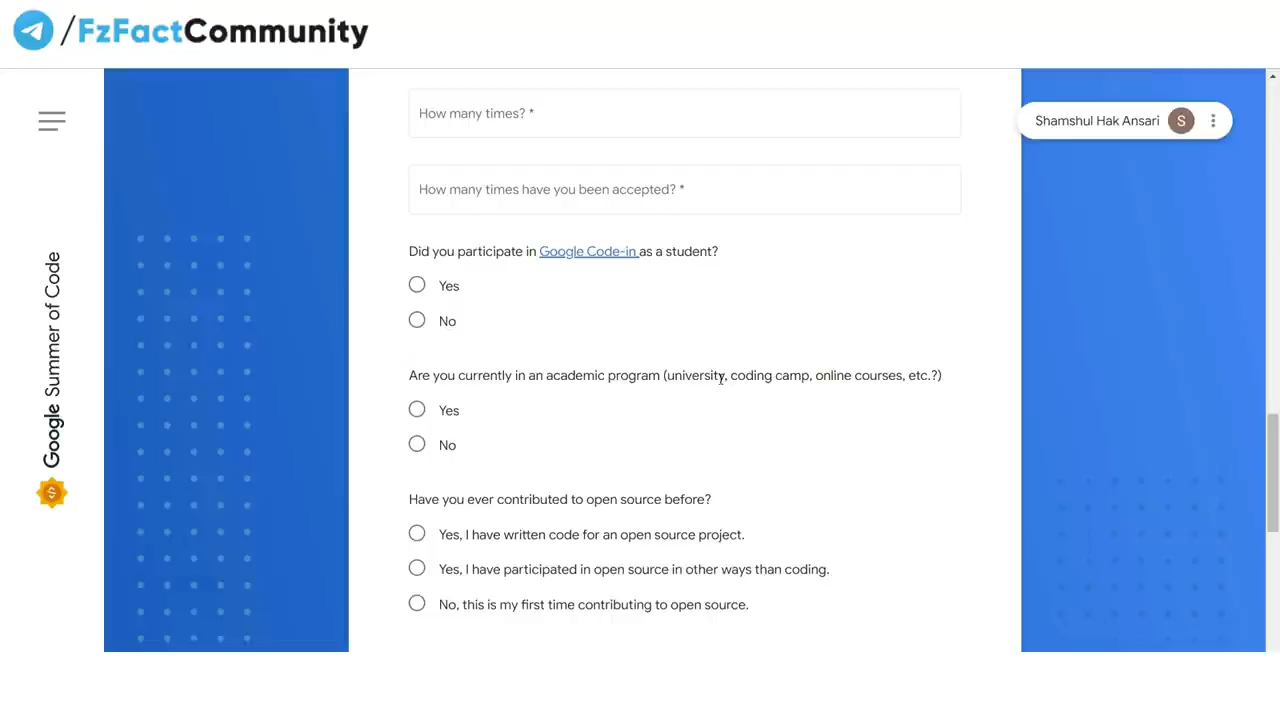 /FzFactCommunity
How many times? *
Shamshul Hak Ansari S
How many times have you been accepted? *
Did you participate in Google Code-in as a student?
Yes
No
Are you currently in an academic program (university, coding camp, online courses, etc.?)
Yes
No
Have you ever contributed to open source before?
Yes, I have written code for an open source project.
Yes, I have participated in open source in other ways than coding.
No, this is my first time contributing to open source.
Google Summer of Code